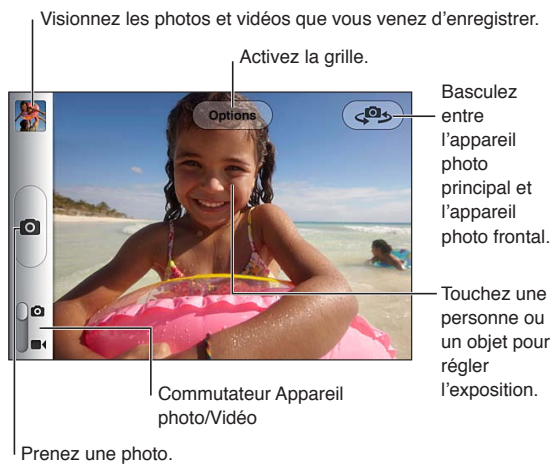 Visionnez les photos et vidéos que vous venez d'enregistrer.
Activez la grille.
Options
Basculez
entre
l'appareil
photo
principal et
l'appareil
photo frontal.
Touchez une
personne ou
un objet pour
régler
l'exposition.
Commutateur Appareil
photo/Vidéo
Prenez une photo.